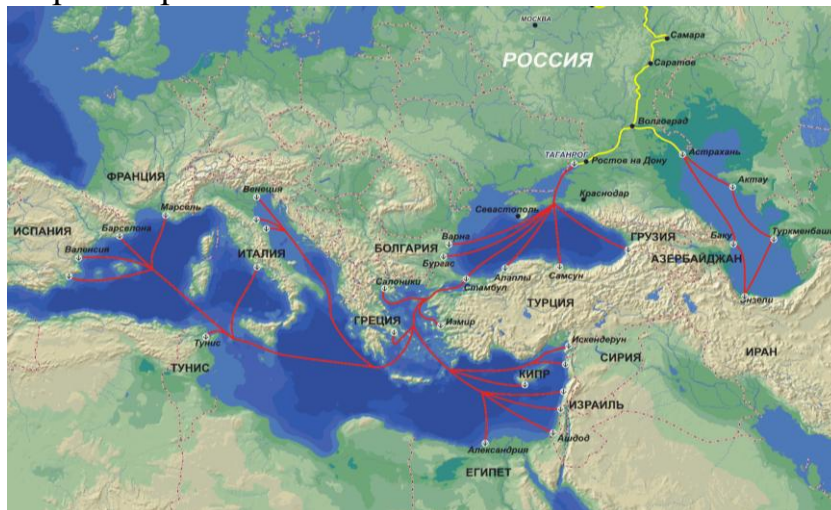 МОСКВА
Самара
РОССИЯ
Саратов
Волгоград
ТАГАНРОГ
Ростов на Дону
Астрахань
ФРАНЦИЯ
Актау
Венеция
Краснодар
Марсель
Севастополь
ИСПАНИЯ
Барселона
Варна
ГРУЗИЯ
Баку
Туркменбаши
Валенсия
ИТАЛИЯ
БОЛГАРИЯ
Бургас
АЗЕРБАЙДЖАН
Салоники
Стамбул
Алаплы
Самсун
Энзели
ТУРЦИЯ
ГРЕЦИЯ
Измир
Тунис
Искендерун
ИРАН
ТУНИС
СИРИЯ
КИПР
ИЗРАИЛЬ
Александрия
Ашдод
ЕГИПЕТ